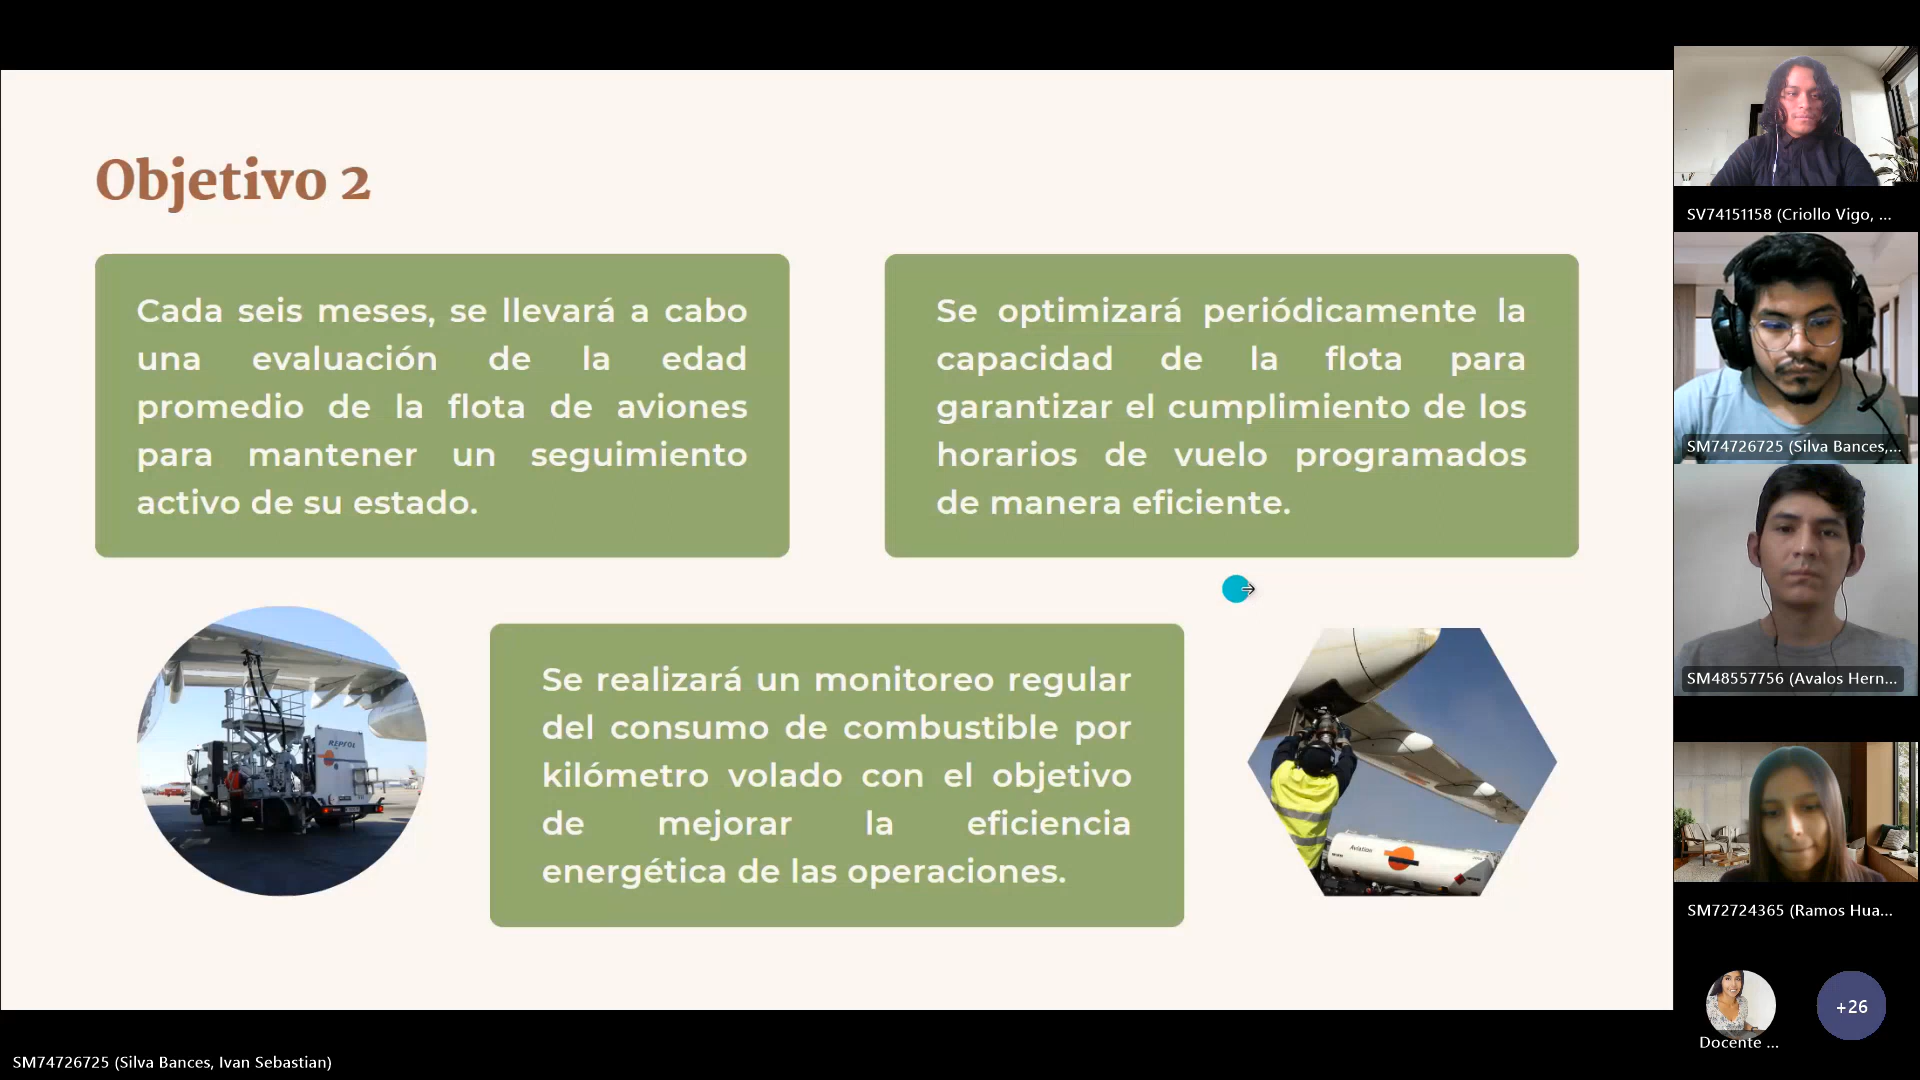 Objetivo 2
Cada seis meses, se llevará a cabo
una evaluación de la edad
promedio de la flota de aviones
para mantener un seguimiento
activo de su estado.
Se optimizará periódicamente la
capacidad de la flota para
garantizar el cumplimiento de los
horarios de vuelo programados
de manera eficiente.
REPSOL
Se realizará un monitoreo regular
del consumo de combustible por
kilómetro volado con el objetivo
de mejorar la eficiencia
energética de las operaciones.
Aviation
SV74151158 (Criollo Vigo, ...
SM74726725 (Silva Bances,...
SM48557756 (Avalos Hern...
SM72724365 (Ramos Hua...
Docente ...
+26
SM74726725 (Silva Bances, Ivan Sebastian)